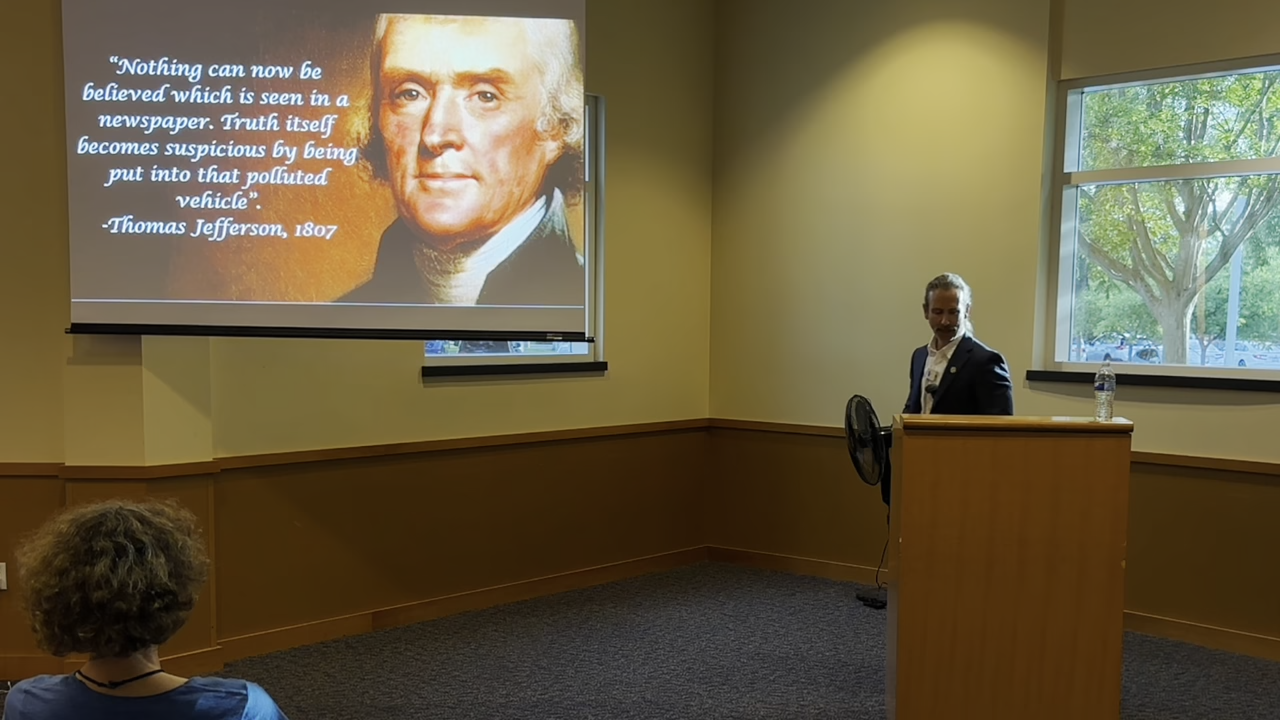 “Nothing can now be
believed which is seen in a
newspaper. Truth itself
becomes suspicious by being
put into that polluted
vehicle”.
-Thomas Jefferson, 1807